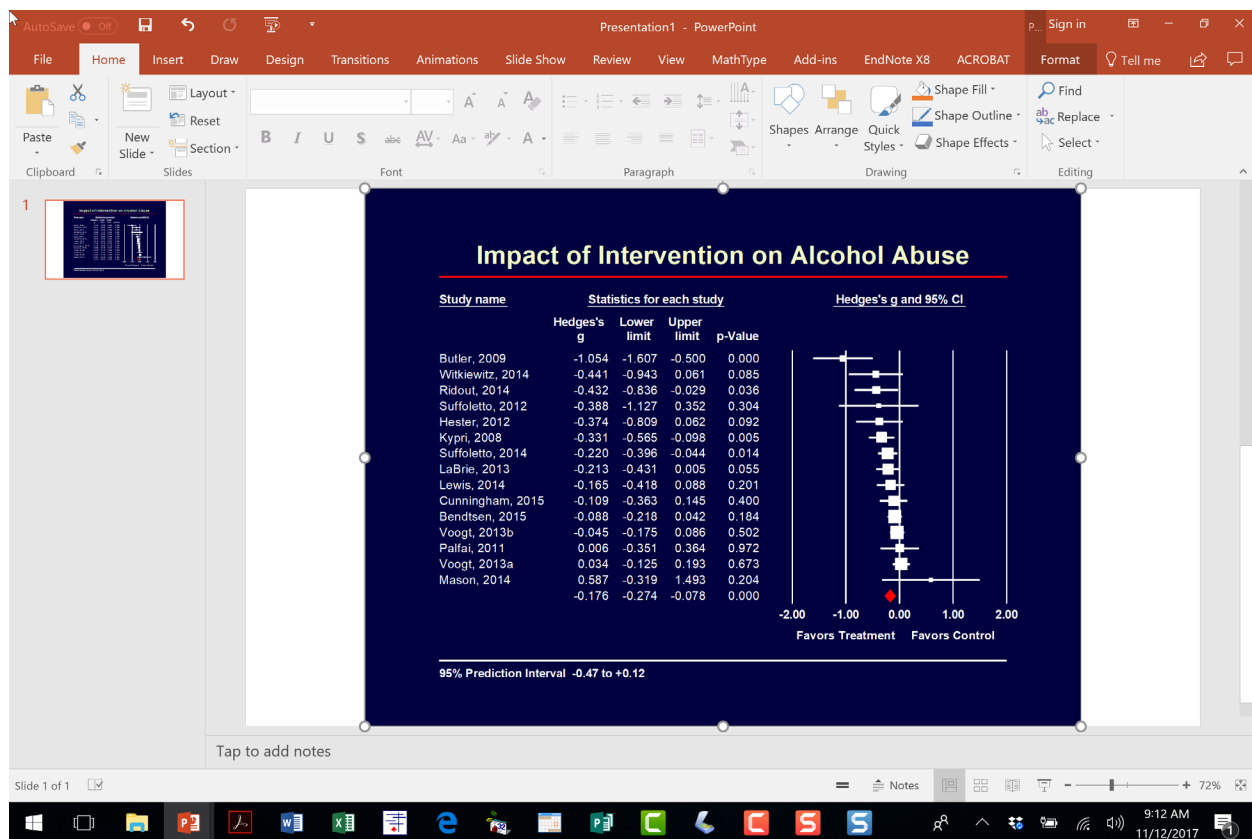 AutoSave Off
Presentation1 - PowerPoint
P... Sign in
File Home Insert Draw Design Transitions Animations Slide Show Review View MathType Add-ins EndNote X8 ACROBAT Format Tell me
Paste
Clipboard
New Slide
Layout
Reset
Section
Slides
B I U S abc AV Aa ab A
Font
Paragraph
Shapes Arrange Quick Styles
Shape Fill
Shape Outline
Shape Effects
Drawing
Find
Replace
Select
Editing
1
Impact of Intervention on Alcohol Abuse
Study name Statistics for each study Hedges's g and 95% CI
Hedges's g Lower limit Upper limit p-Value
Butler, 2009 -1.054 -1.607 -0.500 0.000
Witkiewitz, 2014 -0.441 -0.943 0.061 0.085
Ridout, 2014 -0.432 -0.836 -0.029 0.036
Suffoletto, 2012 -0.388 -1.127 0.352 0.304
Hester, 2012 -0.374 -0.809 0.062 0.092
Kypri, 2008 -0.331 -0.565 -0.098 0.005
Suffoletto, 2014 -0.220 -0.396 -0.044 0.014
LaBrie, 2013 -0.213 -0.431 0.005 0.055
Lewis, 2014 -0.165 -0.418 0.088 0.201
Cunningham, 2015 -0.109 -0.363 0.145 0.400
Bendtsen, 2015 -0.088 -0.218 0.042 0.184
Voogt, 2013b -0.045 -0.175 0.086 0.502
Palfai, 2011 0.006 -0.351 0.364 0.972
Voogt, 2013a 0.034 -0.125 0.193 0.673
Mason, 2014 0.587 -0.319 1.493 0.204
-0.176 -0.274 -0.078 0.000
-2.00 -1.00 0.00 1.00 2.00
Favors Treatment Favors Control
95% Prediction Interval -0.47 to +0.12
Tap to add notes
Slide 1 of 1
Notes
72%
9:12 AM
11/12/2017